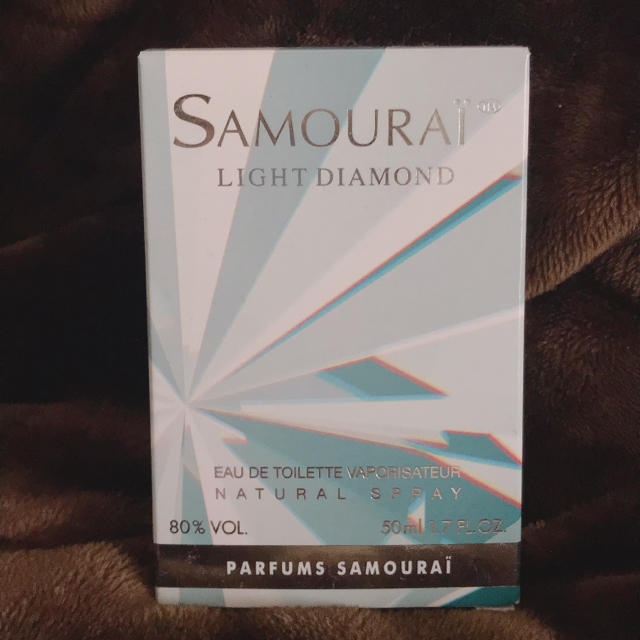 SAMOURAÏ
LIGHT DIAMOND
EAU DE TOILETTE VAPORISATEUR
NATURAL SPRAY
80% VOL. 50ml 1.7 FL.OZ.
PARFUMS SAMOURAÏ